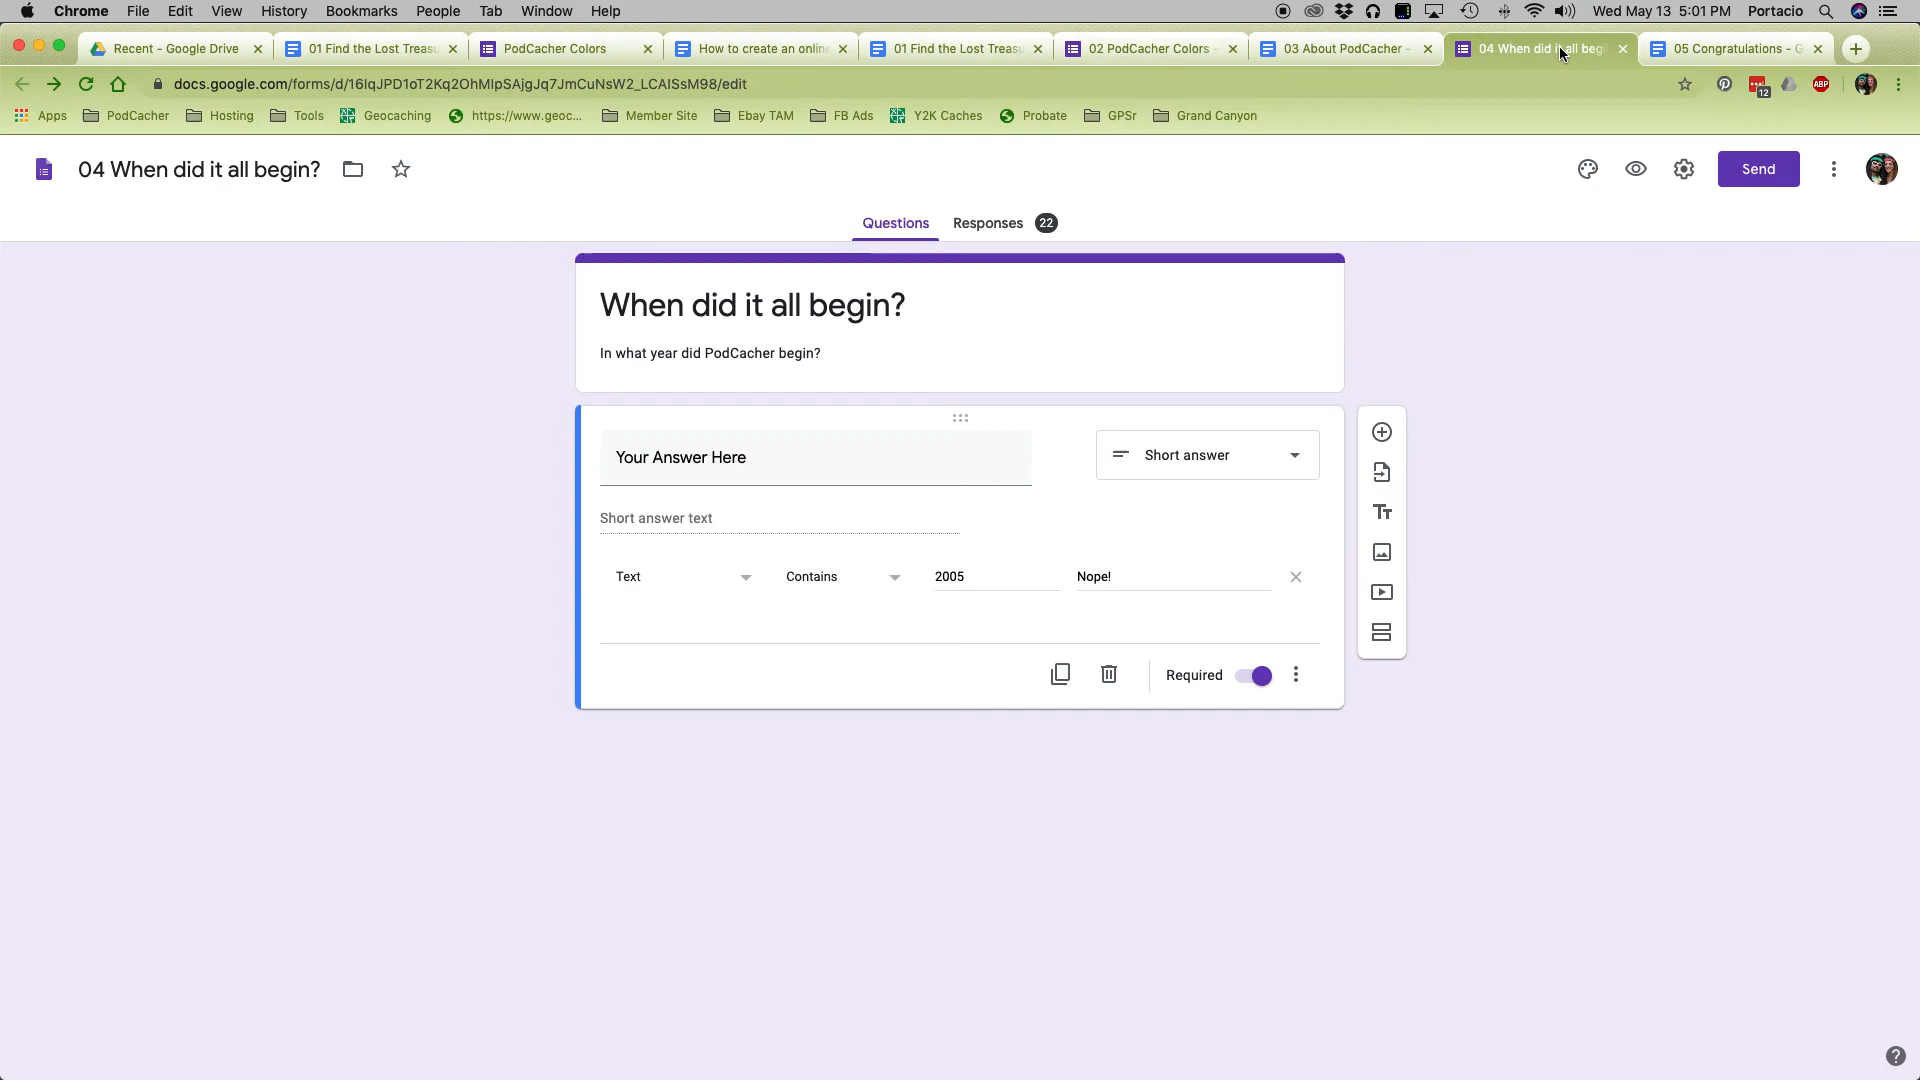 Chrome File Edit View History Bookmarks People Tab Window Help Wed May 13 5:01 PM Portacio
Recent - Google Drive 01 Find the Lost Treasu PodCacher Colors How to create an online 01 Find the Lost Treasu 02 PodCacher Colors - 03 About PodCacher - 04 When did it all begi 05 Congratulations - G
docs.google.com/forms/d/16IqJPD1oT2Kq2OhMIpSAjgJq7JmCuNsW2_LCAISsM98/edit 12 ABP
Apps PodCacher Hosting Tools Geocaching https://www.geoc... Member Site Ebay TAM FB Ads Y2K Caches Probate GPSr Grand Canyon
04 When did it all begin? Send
Questions Responses 22
When did it all begin?
In what year did PodCacher begin?
Your Answer Here Short answer
Short answer text
Text Contains 2005 Nope!
Required